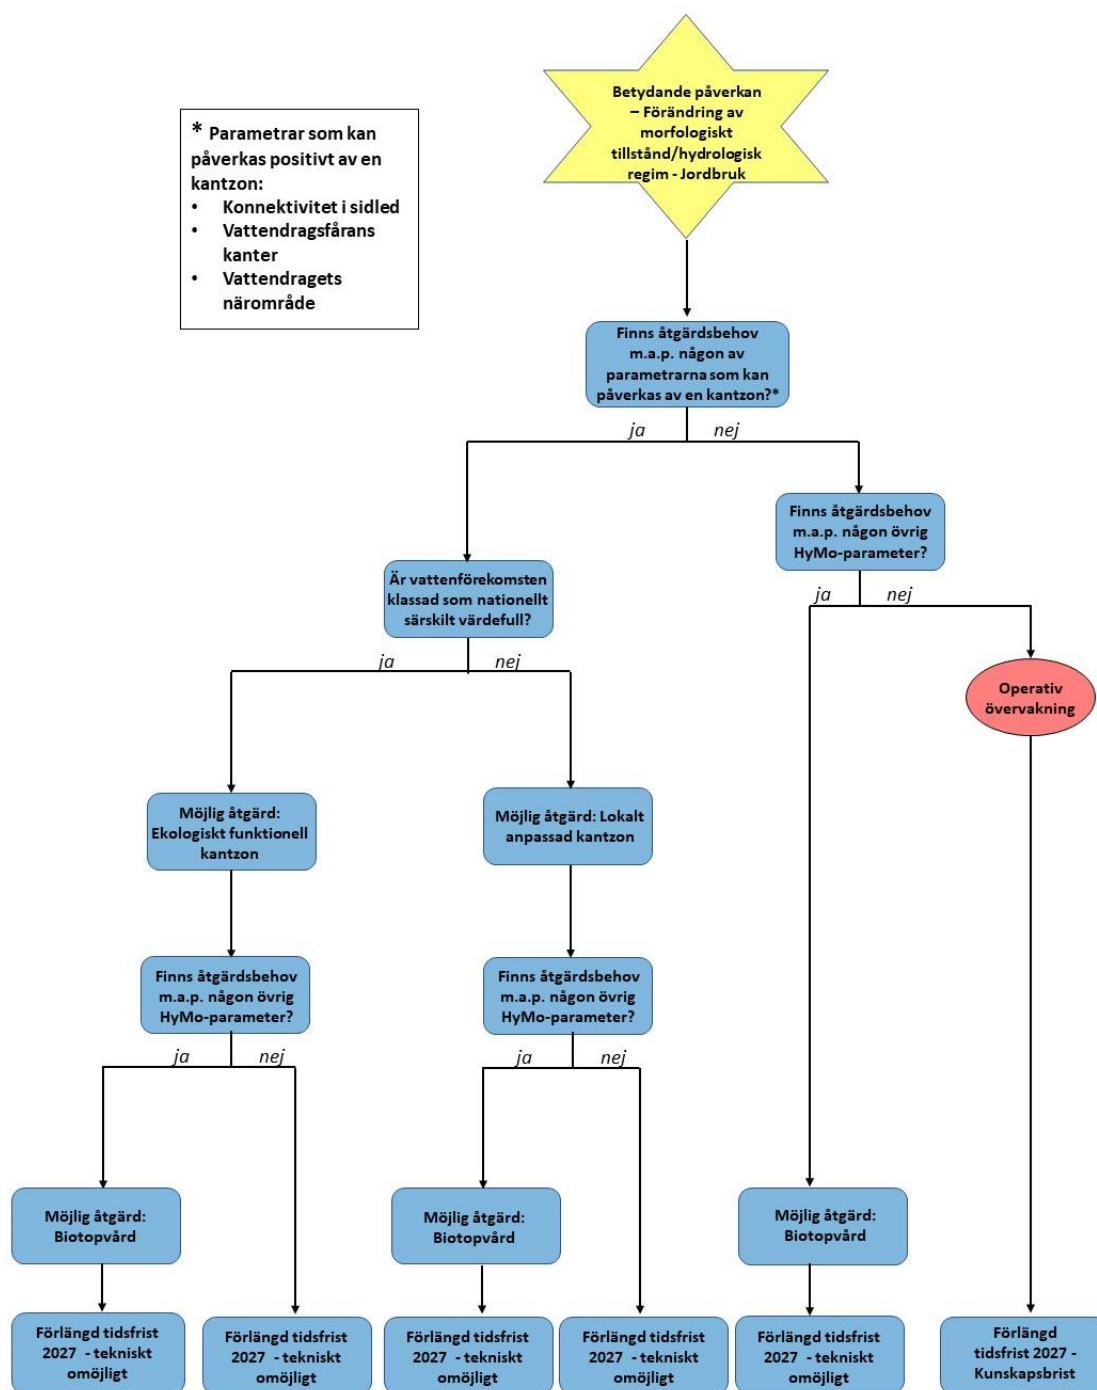 Betydande påverkan
– Förändring av
morfologiskt
tillstånd/hydrologisk
regim - Jordbruk
* Parametrar som kan
påverkas positivt av en
kantzon:
• Konnektivitet i sidled
• Vattendragsfårans
kanter
• Vattendragets
närområde
Finns åtgärdsbehov
m.a.p. någon av
parametrarna som kan
påverkas av en kantzon?*
ja nej
Finns åtgärdsbehov
m.a.p. någon övrig
HyMo-parameter?
ja nej
Är vattenförekomsten
klassad som nationellt
särskilt värdefull?
ja nej
Operativ
övervakning
Möjlig åtgärd:
Ekologiskt funktionell
kantzon
Möjlig åtgärd: Lokalt
anpassad kantzon
Finns åtgärdsbehov
m.a.p. någon övrig
HyMo-parameter?
ja nej
Finns åtgärdsbehov
m.a.p. någon övrig
HyMo-parameter?
ja nej
Möjlig åtgärd:
Biotopvård
Möjlig åtgärd:
Biotopvård
Möjlig åtgärd:
Biotopvård
Förlängd tidsfrist
2027 - tekniskt
omöjligt
Förlängd tidsfrist
2027 - tekniskt
omöjligt
Förlängd tidsfrist
2027 - tekniskt
omöjligt
Förlängd tidsfrist
2027 - tekniskt
omöjligt
Förlängd tidsfrist
2027 - tekniskt
omöjligt
Förlängd
tidsfrist 2027 -
Kunskapsbrist